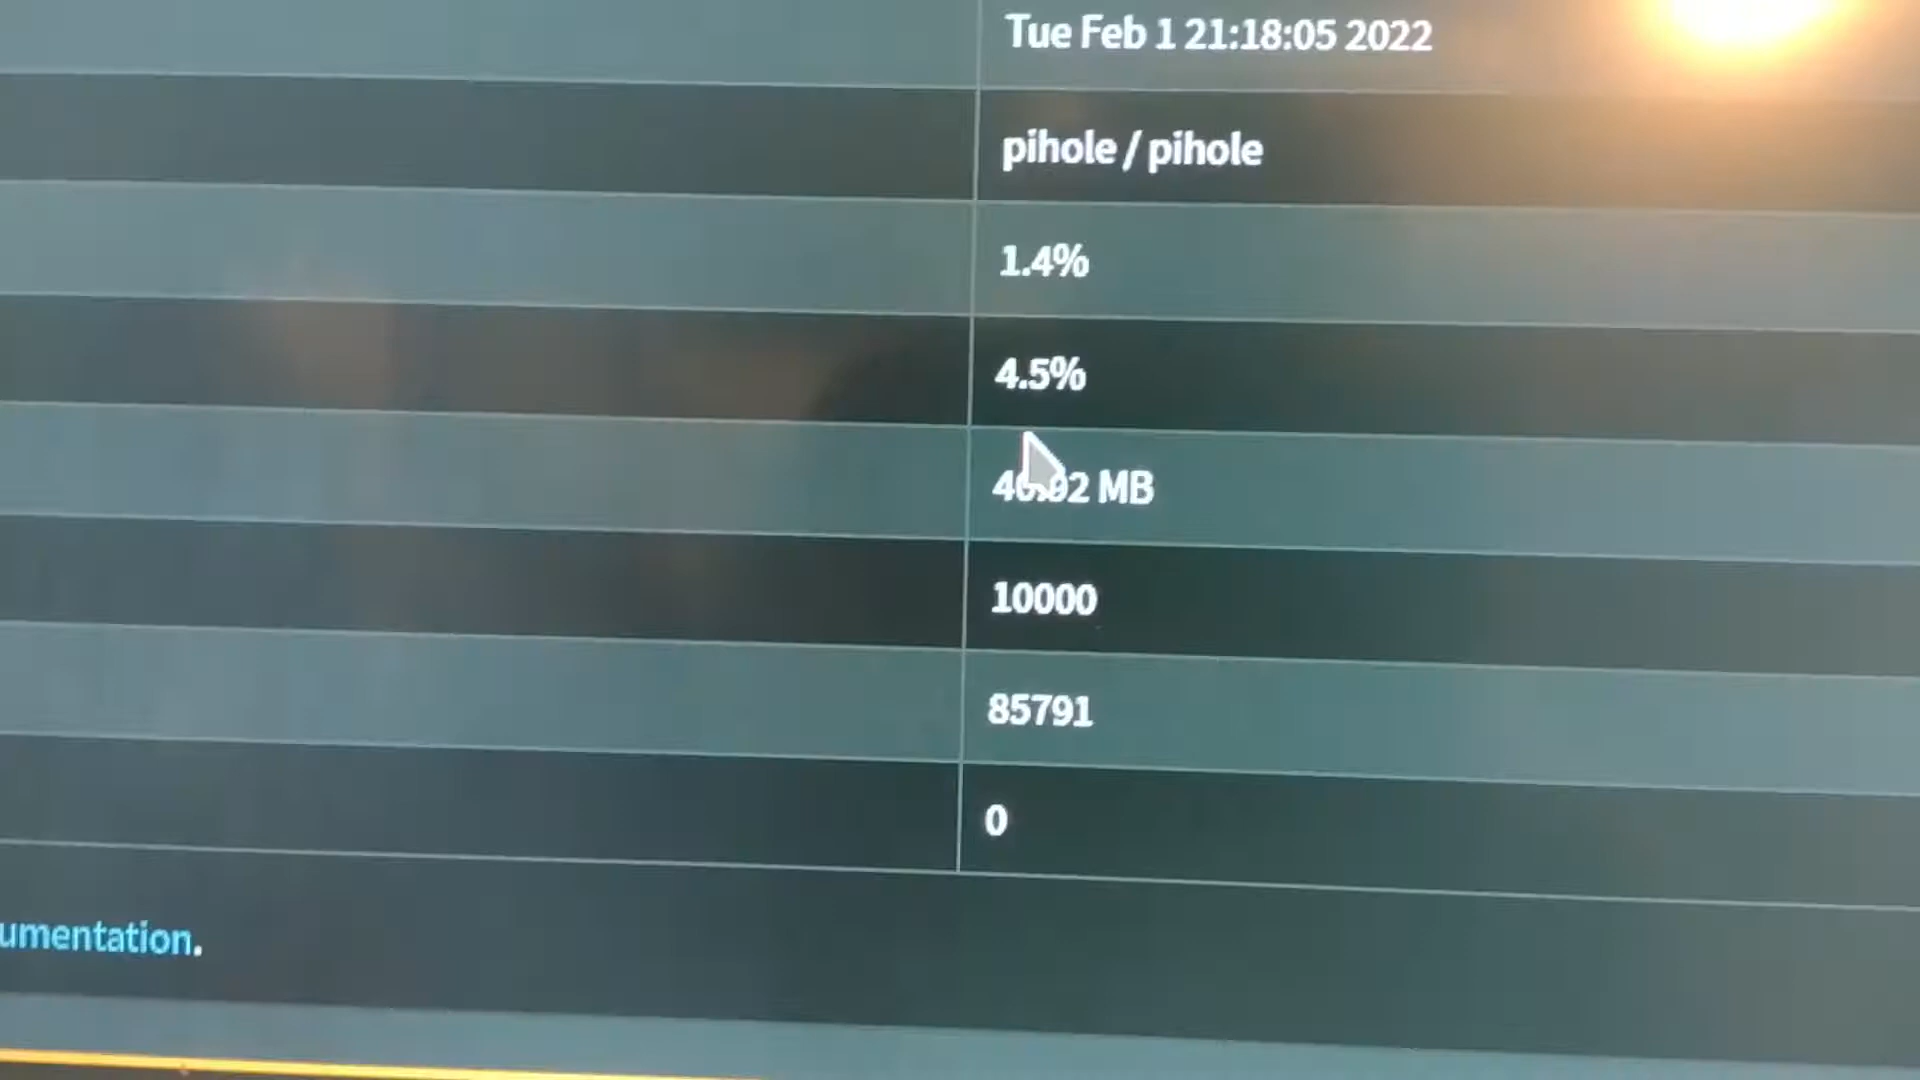 Tue Feb 1 21:18:05 2022
pihole / pihole
1.4%
4.5%
MB
10000
85791
0
umentation.